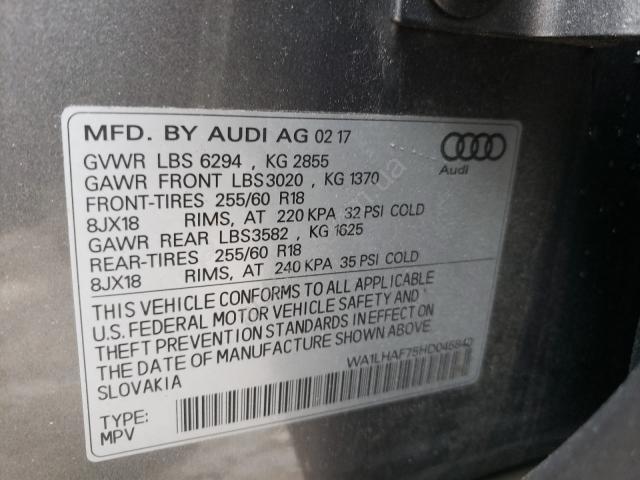 MFD. BY AUDI AG 02 17
GVWR LBS 6294 , KG 2855
GAWR FRONT LBS3020 , KG 1370
FRONT-TIRES 255/60 R18
8JX18 RIMS, AT 220 KPA 32 PSI COLD
GAWR REAR LBS3582 , KG 1625
REAR-TIRES 255/60 R18
8JX18 RIMS, AT 240 KPA 35 PSI COLD
THIS VEHICLE CONFORMS TO ALL APPLICABLE
U.S. FEDERAL MOTOR VEHICLE SAFETY AND
THEFT PREVENTION STANDARDS IN EFFECT ON
THE DATE OF MANUFACTURE SHOWN ABOVE.
SLOVAKIA
TYPE:
MPV
Audi